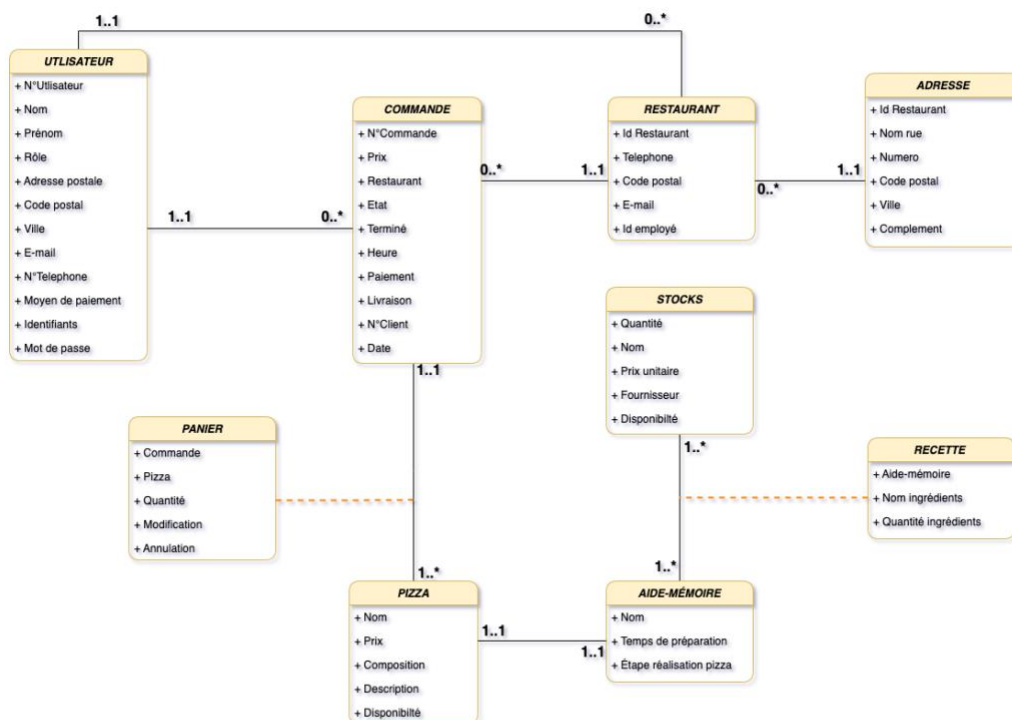 1..1
0..*
UTLISATEUR
+ N°Utlisateur
+ Nom
+ Prénom
+ Rôle
+ Adresse postale
+ Code postal
+ Ville
+ E-mail
+ N°Telephone
+ Moyen de paiement
+ Identifiants
+ Mot de passe
1..1
0..*
COMMANDE
+ N°Commande
+ Prix
+ Restaurant
+ Etat
+ Terminé
+ Heure
+ Paiement
+ Livraison
+ N°Client
+ Date
0..*
1..1
RESTAURANT
+ Id Restaurant
+ Telephone
+ Code postal
+ E-mail
+ Id employé
0..*
1..1
ADRESSE
+ Id Restaurant
+ Nom rue
+ Numero
+ Code postal
+ Ville
+ Complement
STOCKS
+ Quantité
+ Nom
+ Prix unitaire
+ Fournisseur
+ Disponibilté
1..1
1..*
PANIER
+ Commande
+ Pizza
+ Quantité
+ Modification
+ Annulation
RECETTE
+ Aide-mémoire
+ Nom ingrédients
+ Quantité ingrédients
1..*
1..*
PIZZA
+ Nom
+ Prix
+ Composition
+ Description
+ Disponibilté
1..1
1..1
AIDE-MÉMOIRE
+ Nom
+ Temps de préparation
+ Étape réalisation pizza